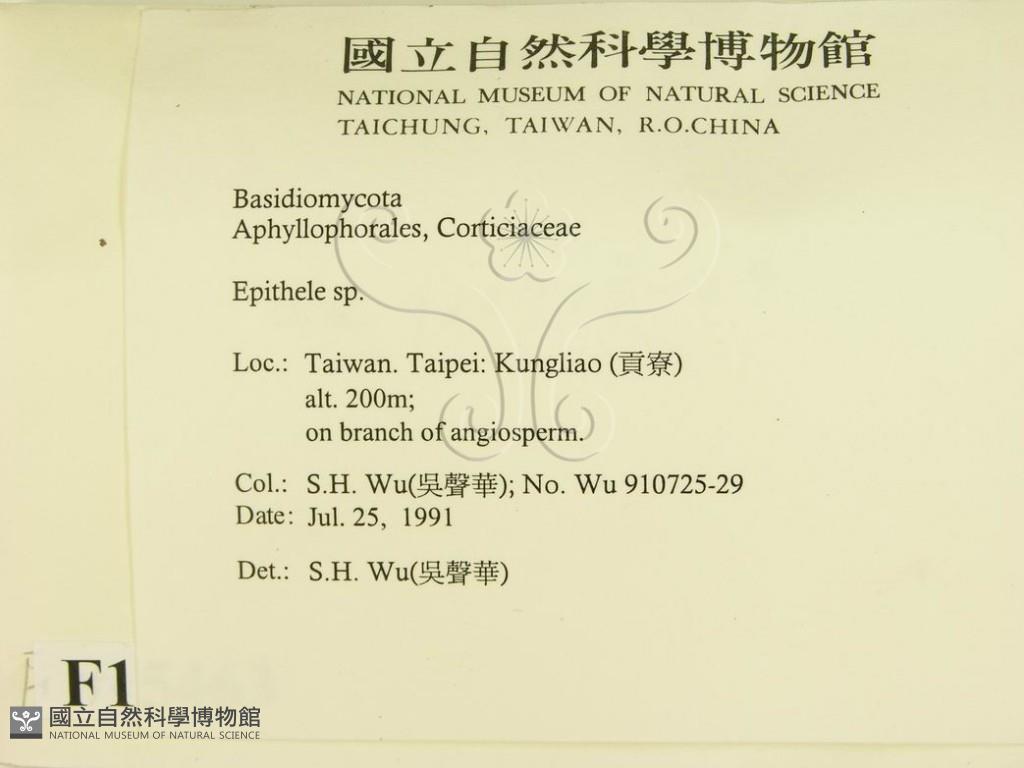 國立自然科學博物館
NATIONAL MUSEUM OF NATURAL SCIENCE
TAICHUNG, TAIWAN, R.O.CHINA
Basidiomycota
Aphyllophorales, Corticiaceae
Epithele sp.
Loc.: Taiwan. Taipei: Kungliao (貢寮)
alt. 200m;
on branch of angiosperm.
Col.: S.H. Wu(吳聲華); No. Wu 910725-29
Date: Jul. 25, 1991
Det.: S.H. Wu(吳聲華)
F1
國立自然科學博物館
NATIONAL MUSEUM OF NATURAL SCIENCE